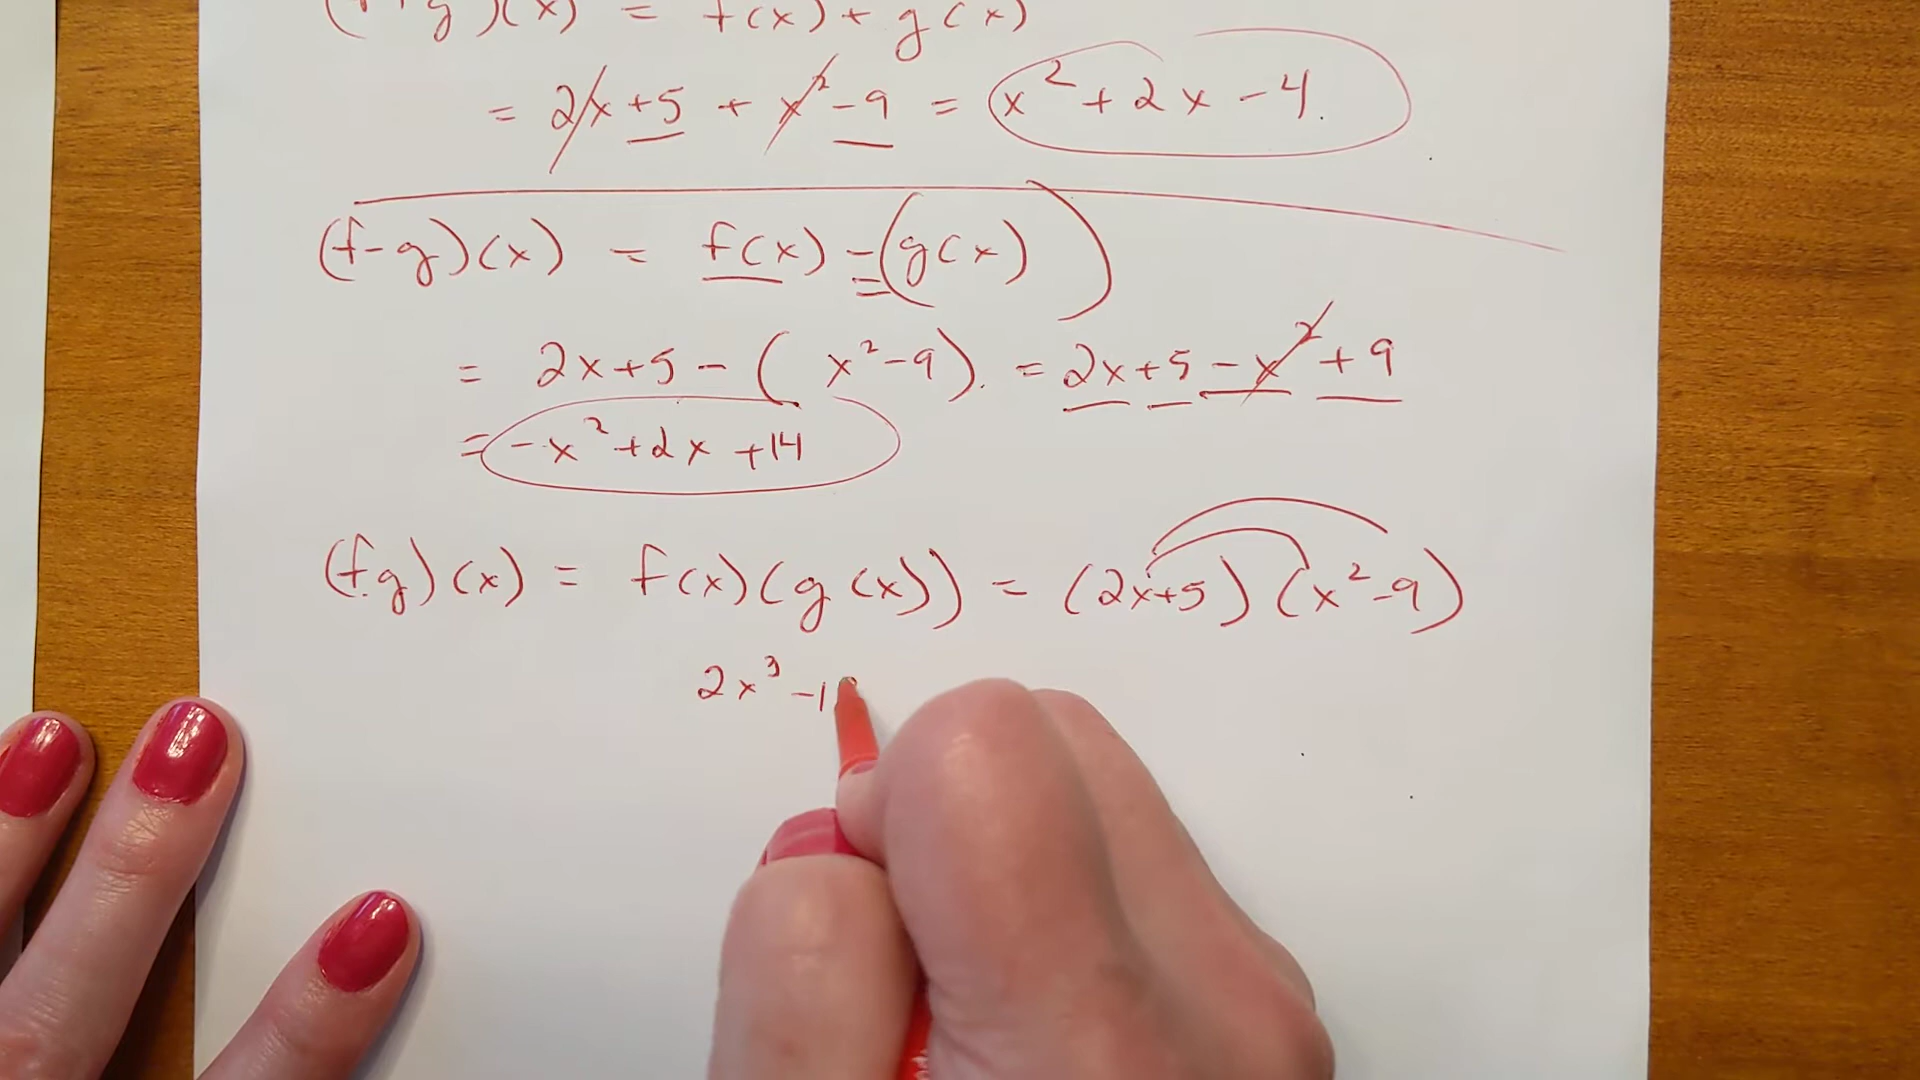 (f+g)(x) = f(x) + g(x)
= 2x+5 + x²-9 = x²+2x-4.
(f-g)(x) = f(x) - (g(x))
= 2x+5 - (x²-9). = 2x+5-x²+9
= -x²+2x+14
(f.g)(x) = f(x)(g(x)) = (2x+5)(x²-9)
2x³-1